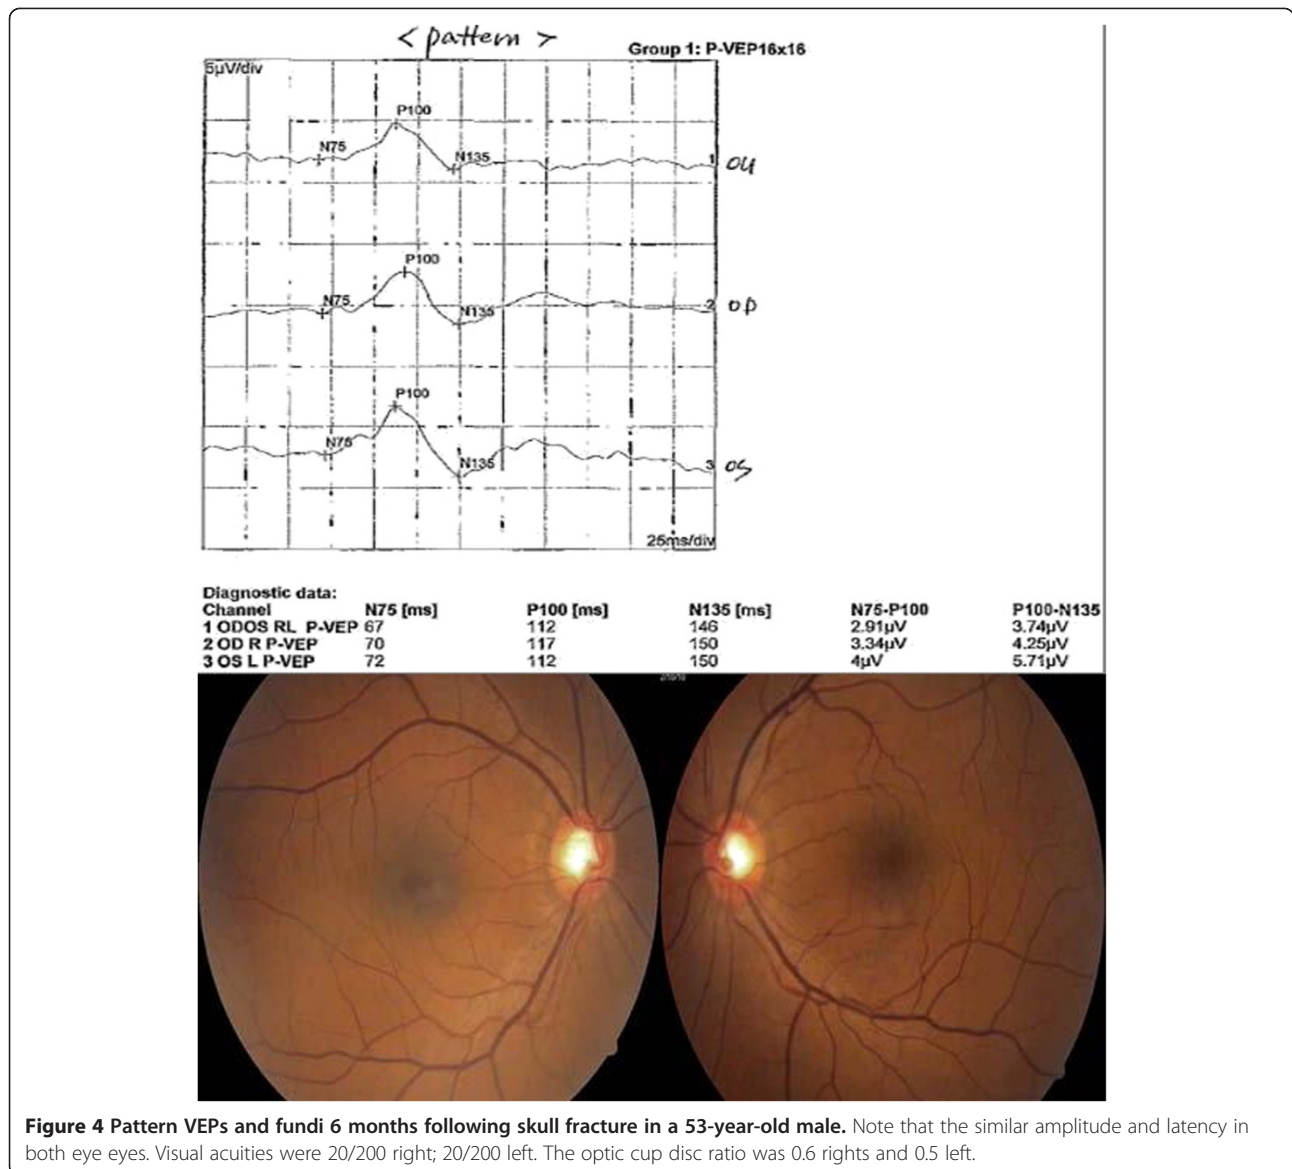 < pattern >
Group 1: P-VEP16x16
5µV/div
P100
N75
N135
1 OU
P100
N75
N135
2 OD
P100
N75
N135
3 OS
25ms/div
Diagnostic data:
Channel N75 [ms] P100 [ms] N135 [ms] N75-P100 P100-N135
1 ODOS RL P-VEP 67 112 146 2.91µV 3.74µV
2 OD R P-VEP 70 117 150 3.34µV 4.25µV
3 OS L P-VEP 72 112 150 4µV 5.71µV
Figure 4 Pattern VEPs and fundi 6 months following skull fracture in a 53-year-old male. Note that the similar amplitude and latency in
both eye eyes. Visual acuities were 20/200 right; 20/200 left. The optic cup disc ratio was 0.6 rights and 0.5 left.